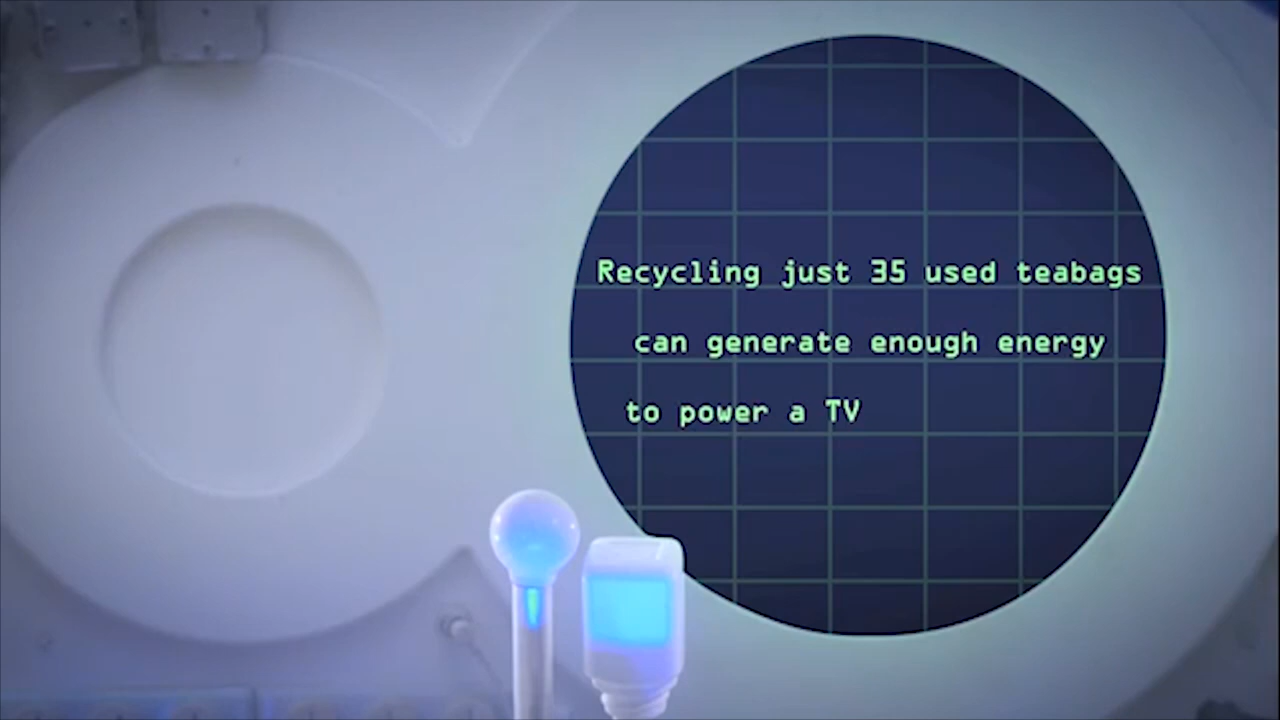 Recycling just 35 used teabags
can generate enough energy
to power a TV